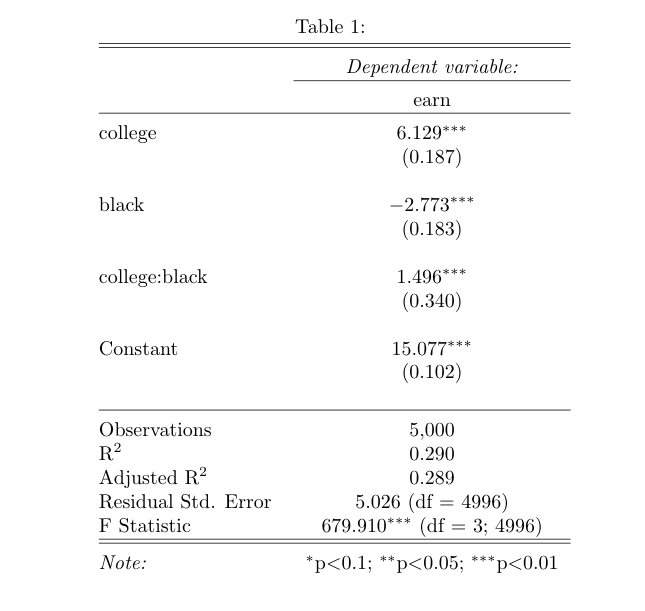 Table 1:
Dependent variable:
earn
college 6.129***
(0.187)
black −2.773***
(0.183)
college:black 1.496***
(0.340)
Constant 15.077***
(0.102)
Observations 5,000
R² 0.290
Adjusted R² 0.289
Residual Std. Error 5.026 (df = 4996)
F Statistic 679.910*** (df = 3; 4996)
Note: *p<0.1; **p<0.05; ***p<0.01